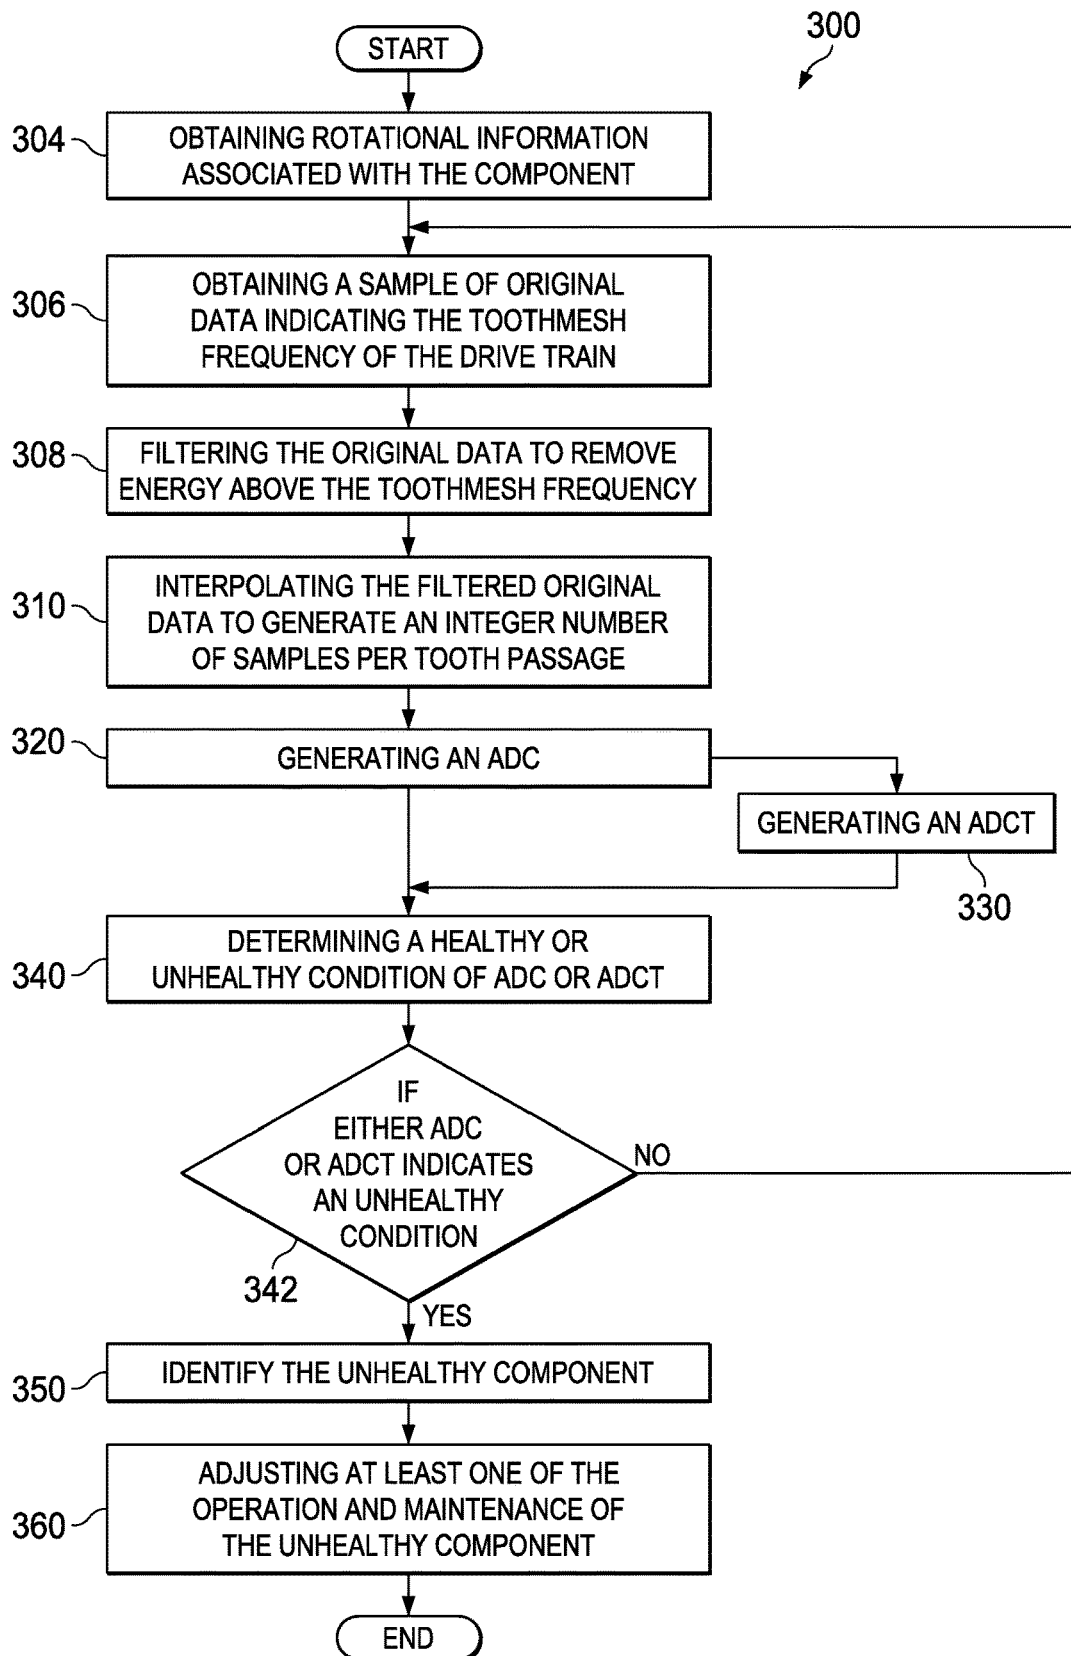 300
START
304
OBTAINING ROTATIONAL INFORMATION
ASSOCIATED WITH THE COMPONENT
306
OBTAINING A SAMPLE OF ORIGINAL
DATA INDICATING THE TOOTHMESH
FREQUENCY OF THE DRIVE TRAIN
308
FILTERING THE ORIGINAL DATA TO REMOVE
ENERGY ABOVE THE TOOTHMESH FREQUENCY
310
INTERPOLATING THE FILTERED ORIGINAL
DATA TO GENERATE AN INTEGER NUMBER
OF SAMPLES PER TOOTH PASSAGE
320
GENERATING AN ADC
GENERATING AN ADCT
330
340
DETERMINING A HEALTHY OR
UNHEALTHY CONDITION OF ADC OR ADCT
IF
EITHER ADC
OR ADCT INDICATES
AN UNHEALTHY
CONDITION
NO
342
YES
350
IDENTIFY THE UNHEALTHY COMPONENT
360
ADJUSTING AT LEAST ONE OF THE
OPERATION AND MAINTENANCE OF
THE UNHEALTHY COMPONENT
END